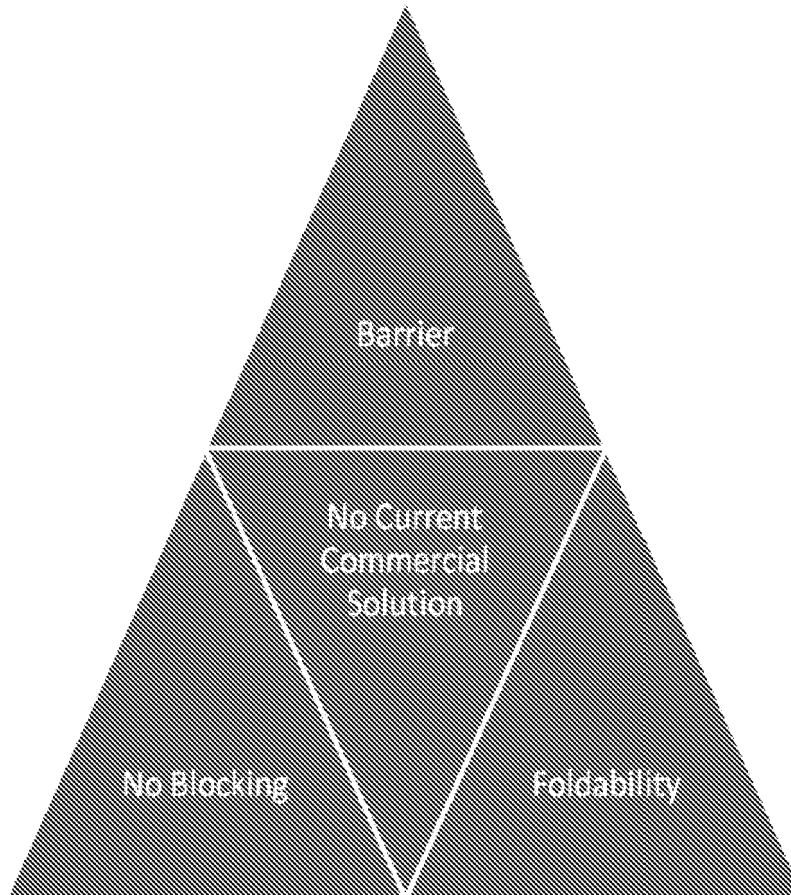 Barrier
No Current
Commercial
Solution
No Blocking
Foldability